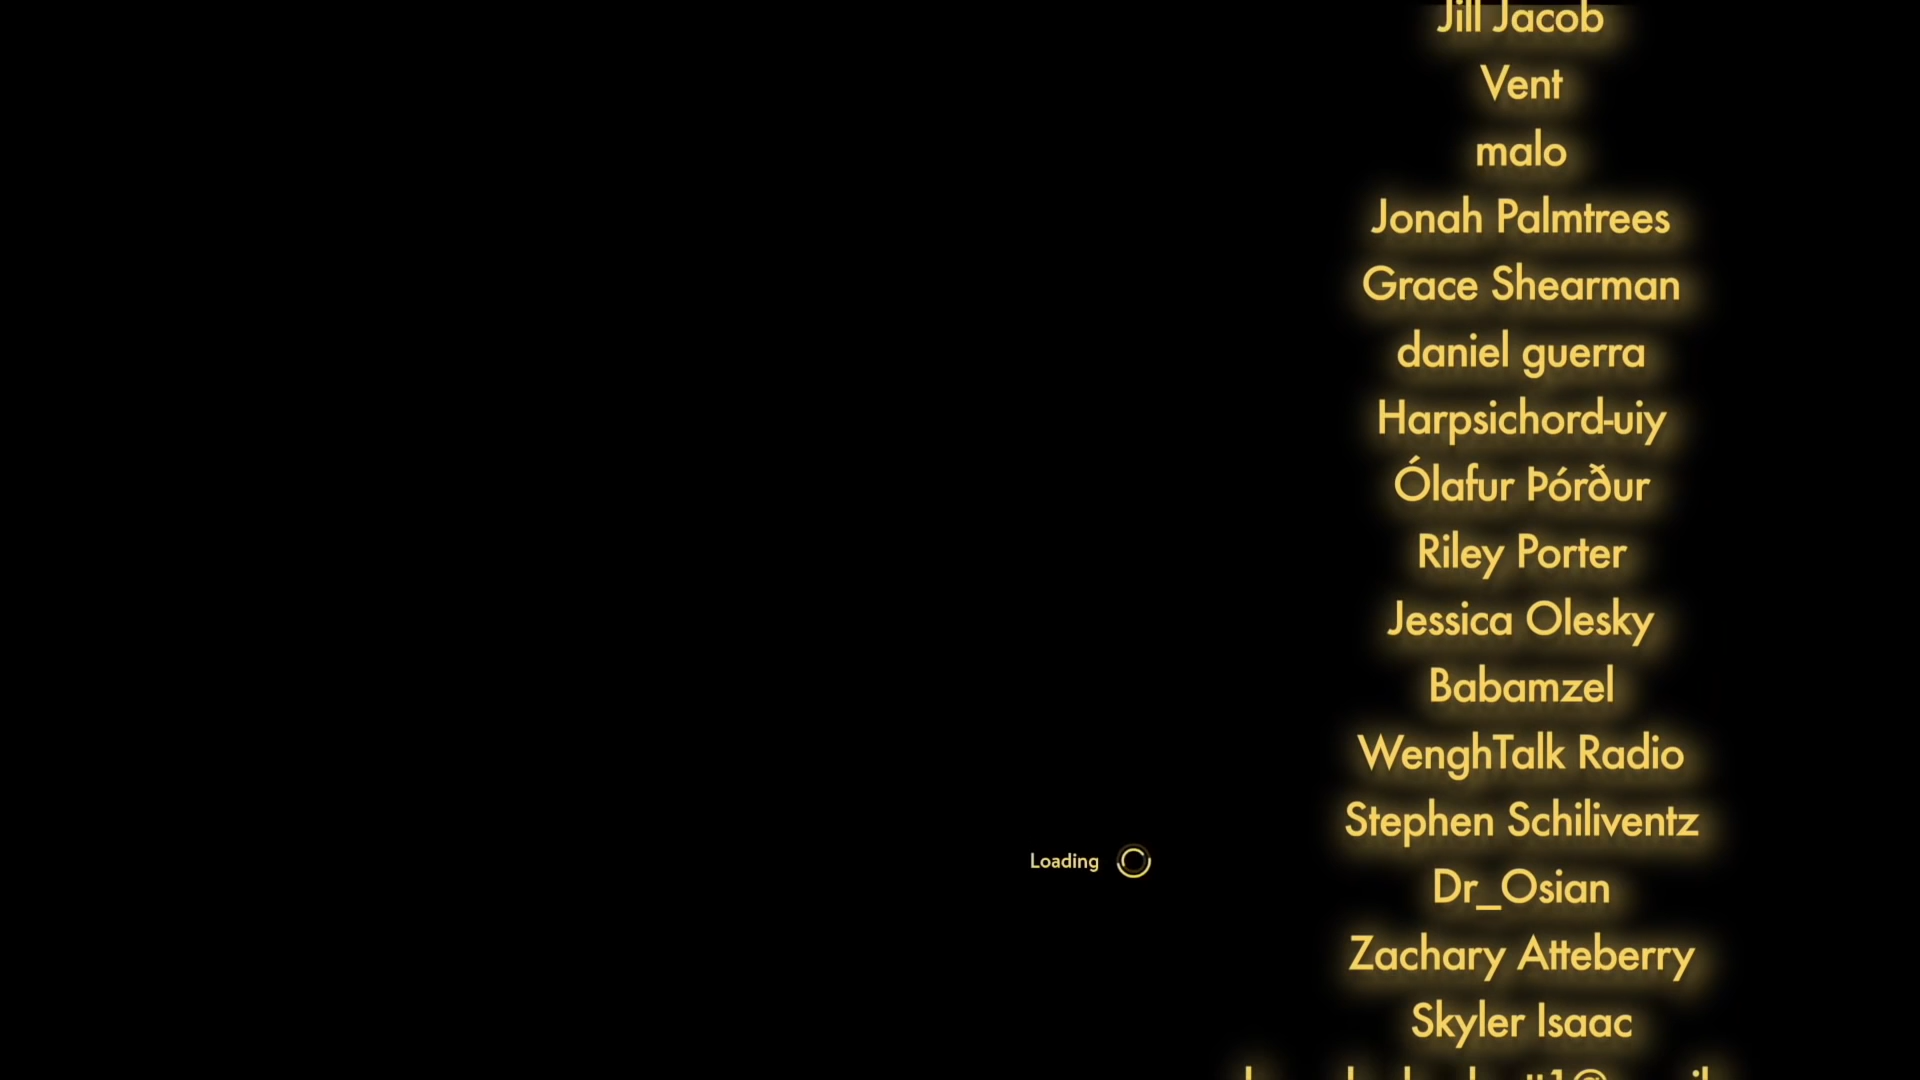 Jill Jacob
Vent
malo
Jonah Palmtrees
Grace Shearman
daniel guerra
Harpsichord-uiy
Ólafur Þórður
Riley Porter
Jessica Olesky
Babamzel
WenghTalk Radio
Stephen Schiliventz
Loading
Dr_Osian
Zachary Atteberry
Skyler Isaac